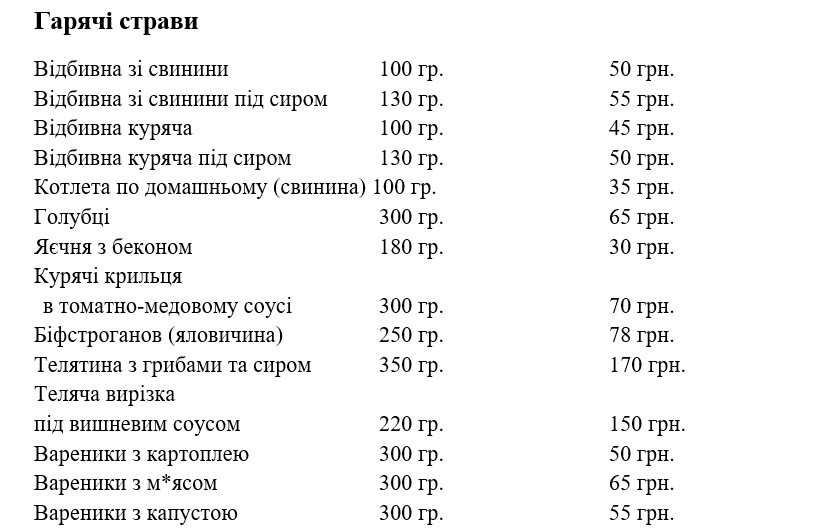 Гарячі страви
Відбивна зі свинини 100 гр. 50 грн.
Відбивна зі свинини під сиром 130 гр. 55 грн.
Відбивна куряча 100 гр. 45 грн.
Відбивна куряча під сиром 130 гр. 50 грн.
Котлета по домашньому (свинина) 100 гр. 35 грн.
Голубці 300 гр. 65 грн.
Яєчня з беконом 180 гр. 30 грн.
Курячі крильця
в томатно-медовому соусі 300 гр. 70 грн.
Біфстроганов (яловичина) 250 гр. 78 грн.
Телятина з грибами та сиром 350 гр. 170 грн.
Теляча вирізка
під вишневим соусом 220 гр. 150 грн.
Вареники з картоплею 300 гр. 50 грн.
Вареники з м*ясом 300 гр. 65 грн.
Вареники з капустою 300 гр. 55 грн.